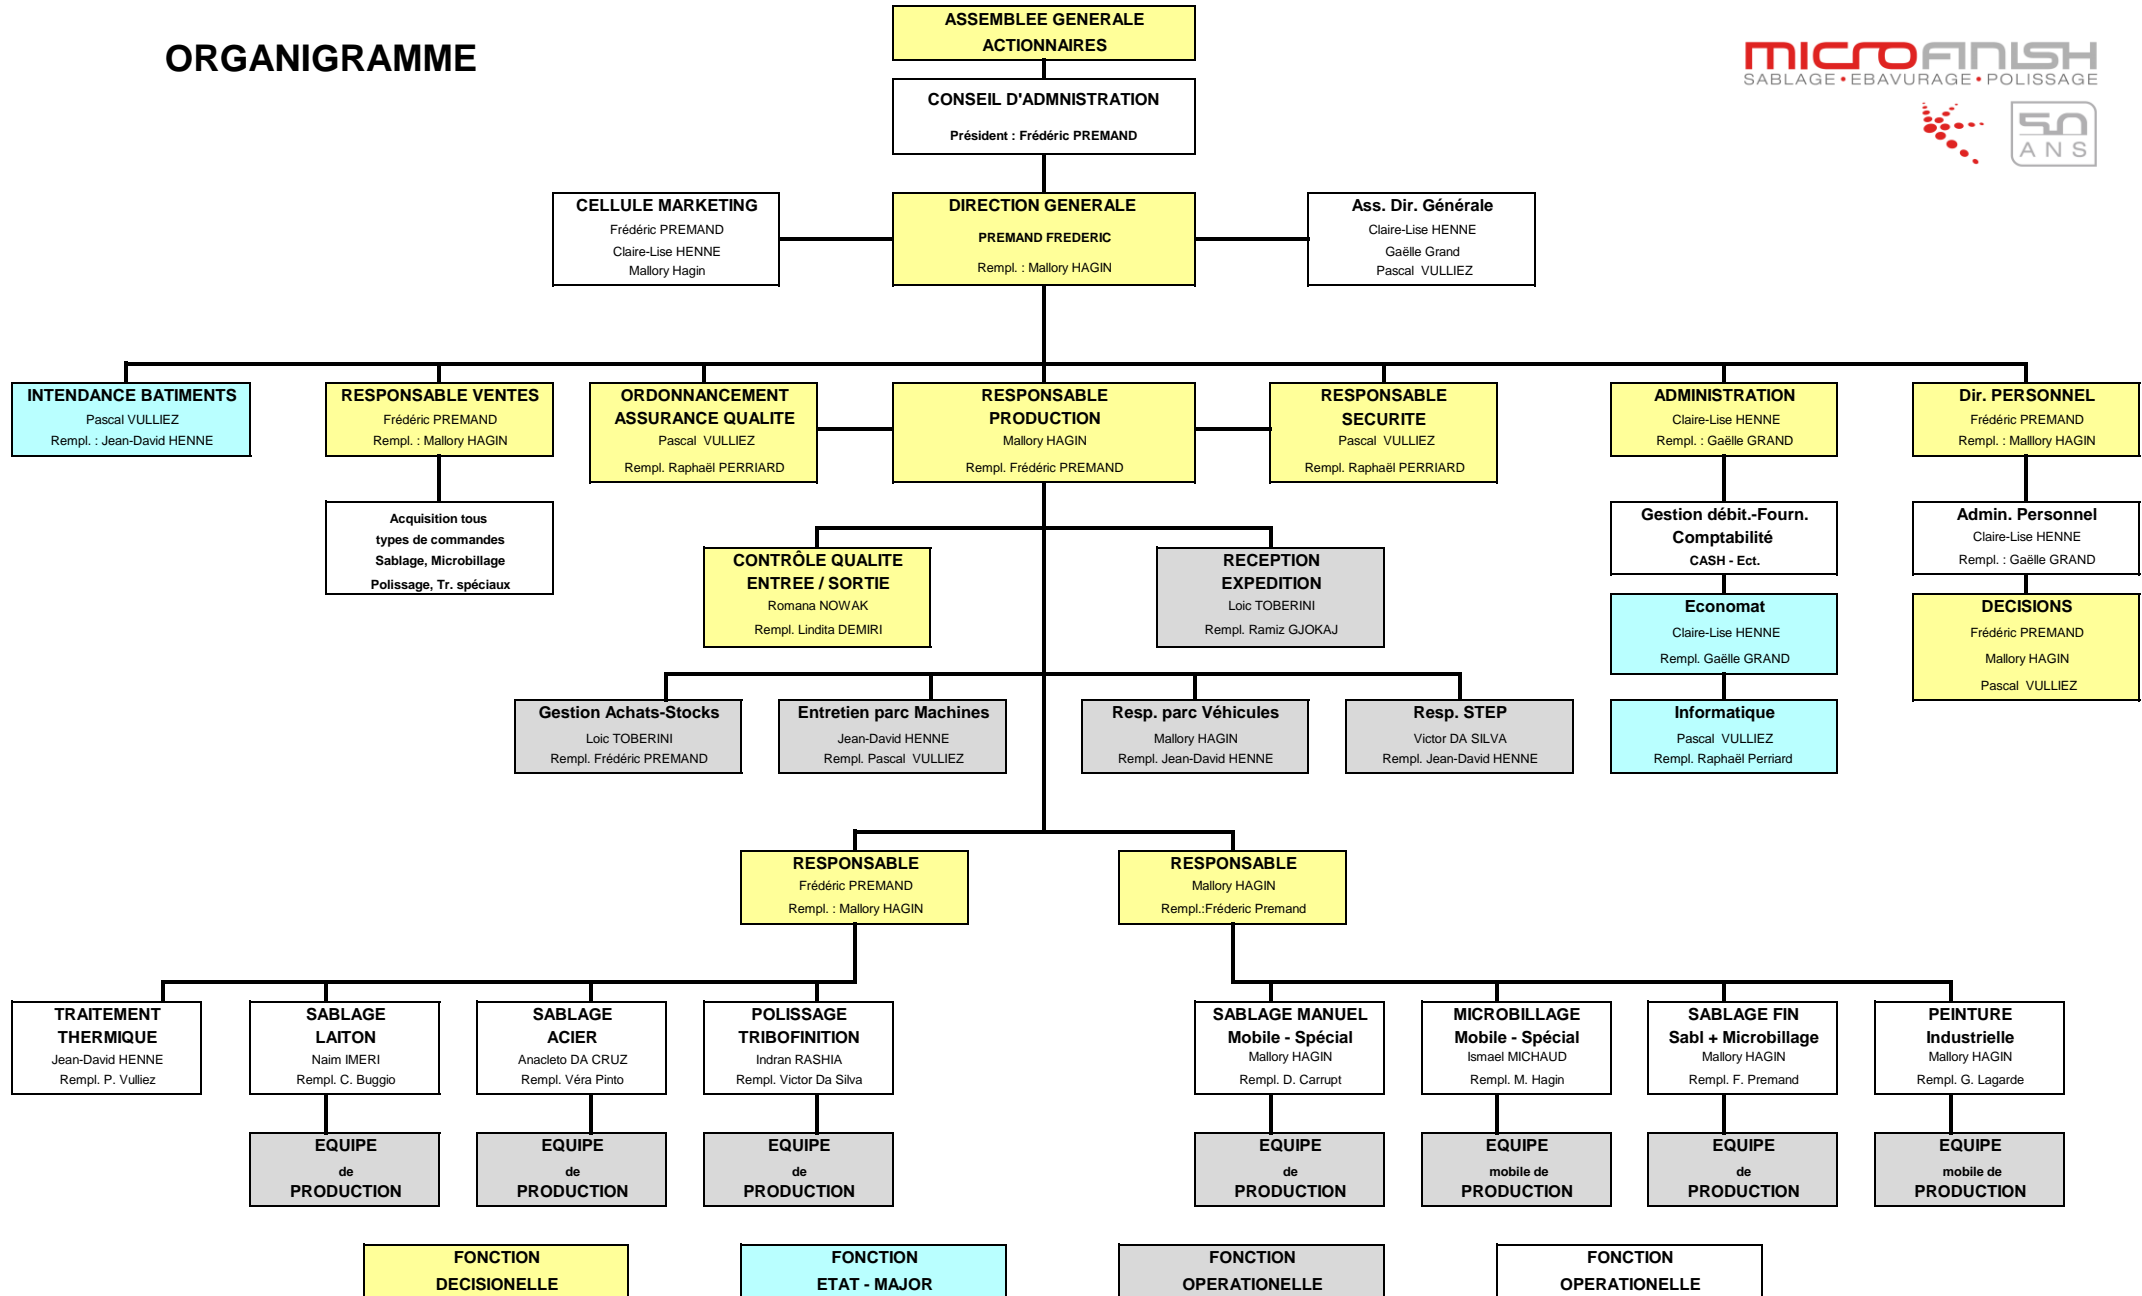 ORGANIGRAMME
ASSEMBLEE GENERALE
ACTIONNAIRES
MICROFINISH
SABLAGE • EBAVURAGE • POLISSAGE
50
ANS
CONSEIL D'ADMNISTRATION
Président : Frédéric PREMAND
CELLULE MARKETING
Frédéric PREMAND
Claire-Lise HENNE
Mallory Hagin
DIRECTION GENERALE
PREMAND FREDERIC
Rempl. : Mallory HAGIN
Ass. Dir. Générale
Claire-Lise HENNE
Gaëlle Grand
Pascal VULLIEZ
INTENDANCE BATIMENTS
Pascal VULLIEZ
Rempl. : Jean-David HENNE
RESPONSABLE VENTES
Frédéric PREMAND
Rempl. : Mallory HAGIN
ORDONNANCEMENT
ASSURANCE QUALITE
Pascal VULLIEZ
Rempl. Raphaël PERRIARD
RESPONSABLE
PRODUCTION
Mallory HAGIN
Rempl. Frédéric PREMAND
RESPONSABLE
SECURITE
Pascal VULLIEZ
Rempl. Raphaël PERRIARD
ADMINISTRATION
Claire-Lise HENNE
Rempl. : Gaëlle GRAND
Dir. PERSONNEL
Frédéric PREMAND
Rempl. : Malllory HAGIN
Acquisition tous
types de commandes
Sablage, Microbillage
Polissage, Tr. spéciaux
Gestion débit.-Fourn.
Comptabilité
CASH - Ect.
Admin. Personnel
Claire-Lise HENNE
Rempl. : Gaëlle GRAND
CONTRÔLE QUALITE
ENTREE / SORTIE
Romana NOWAK
Rempl. Lindita DEMIRI
RECEPTION
EXPEDITION
Loic TOBERINI
Rempl. Ramiz GJOKAJ
Economat
Claire-Lise HENNE
Rempl. Gaëlle GRAND
DECISIONS
Frédéric PREMAND
Mallory HAGIN
Pascal VULLIEZ
Gestion Achats-Stocks
Loic TOBERINI
Rempl. Frédéric PREMAND
Entretien parc Machines
Jean-David HENNE
Rempl. Pascal VULLIEZ
Resp. parc Véhicules
Mallory HAGIN
Rempl. Jean-David HENNE
Resp. STEP
Victor DA SILVA
Rempl. Jean-David HENNE
Informatique
Pascal VULLIEZ
Rempl. Raphaël Perriard
RESPONSABLE
Frédéric PREMAND
Rempl. : Mallory HAGIN
RESPONSABLE
Mallory HAGIN
Rempl.:Fréderic Premand
TRAITEMENT
THERMIQUE
Jean-David HENNE
Rempl. P. Vulliez
SABLAGE
LAITON
Naim IMERI
Rempl. C. Buggio
SABLAGE
ACIER
Anacleto DA CRUZ
Rempl. Véra Pinto
POLISSAGE
TRIBOFINITION
Indran RASHIA
Rempl. Victor Da Silva
SABLAGE MANUEL
Mobile - Spécial
Mallory HAGIN
Rempl. D. Carrupt
MICROBILLAGE
Mobile - Spécial
Ismael MICHAUD
Rempl. M. Hagin
SABLAGE FIN
Sabl + Microbillage
Mallory HAGIN
Rempl. F. Premand
PEINTURE
Industrielle
Mallory HAGIN
Rempl. G. Lagarde
EQUIPE
de
PRODUCTION
EQUIPE
de
PRODUCTION
EQUIPE
de
PRODUCTION
EQUIPE
de
PRODUCTION
EQUIPE
mobile de
PRODUCTION
EQUIPE
de
PRODUCTION
EQUIPE
mobile de
PRODUCTION
FONCTION
DECISIONELLE
FONCTION
ETAT - MAJOR
FONCTION
OPERATIONELLE
FONCTION
OPERATIONELLE